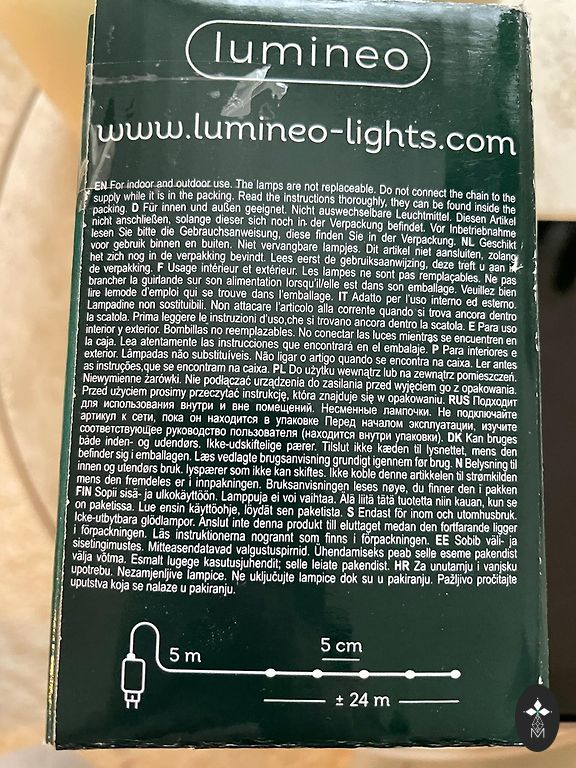 lumineo
www.lumineo-lights.com
EN For indoor and outdoor use. The lamps are not replaceable. Do not connect the chain to the
supply while it is in the packing. Read the instructions thoroughly, they can be found inside the
packing. D Für innen und außen geeignet. Nicht auswechselbare Leuchtmittel. Diesen Artikel
nicht anschließen, solange dieser sich noch in der Verpackung befindet. Vor Inbetriebnahme
lesen Sie bitte die Gebrauchsanweisung, diese finden Sie in der Verpackung. NL Geschikt
voor gebruik binnen en buiten. Niet vervangbare lampjes. Dit artikel niet aansluiten, zolang
het zich nog in de verpakking bevindt. Lees eerst de gebruiksaanwijzing, deze treft u aan in
de verpakking. F Usage intérieur et extérieur. Les lampes ne sont pas remplaçables. Ne pas
brancher la guirlande sur son alimentation lorsqu'il/elle est dans son emballage. Veuillez bien
lire lemode d'emploi qui se trouve dans l'emballage. IT Adatto per l'uso interno ed esterno.
Lampadine non sostituibili. Non attacare l'articolo alla corrente quando si trova ancora dentro
la scatola. Prima leggere le instruzioni d'uso,che si trovano ancora dentro la scatola. E Para uso
interior y exterior. Bombillas no reemplazables. No conectar las luces mientras se encuentren en
la caja. Lea atentamente las instrucciones que encontrará en el embalaje. P Para interiores e
exterior. Lâmpadas não substituíveis. Não ligar o artigo quando se encontra na caixa. Ler antes
as instruções,que se encontram na caixa. PL Do użytku wewnątrz lub na zewnątrz pomieszczeń.
Niewymienne żarówki. Nie podłączać urządzenia do zasilania przed wyjęciem go z opakowania.
Przed użyciem prosimy przeczytać instrukcję, która znajduje się w opakowaniu. RUS Подходит
для использования внутри и вне помещений. Несменные лампочки. Не подключайте
артикул к сети, пока он находится в упаковке Перед началом эксплуатации, изучите
соответствующее руководство пользователя (находится внутри упаковки). DK Kan bruges
både inden- og udendørs. Ikke-udskiftelige pærer. Tilslut ikke kæden til lysnettet, mens den
befinder sig i emballagen. Læs vedlagte brugsanvisning grundigt igennem før brug. N Belysning til
innen og utendørs bruk. lyspærer som ikke kan skiftes. Ikke koble denne artikkelen til strømkilden
mens den fremdeles er i innpakningen. Bruksanvisningen leses nøye, du finner den i pakken
FIN Sopii sisä- ja ulkokäyttöön. Lamppuja ei voi vaihtaa. Älä liitä tätä tuotetta niin kauan, kun se
on paketissa. Lue ensin käyttöohje, löydät sen paketista. S Endast för inom och utomhusbruk.
Icke-utbytbara glödlampor. Anslut inte denna produkt till eluttaget medan den fortfarande ligger
i förpackningen. Läs instruktionerna nogrannt som finns i förpackningen. EE Sobib väli- ja
sisetingimustes. Mitteasendatavad valgustuspirnid. Ühendamiseks peab selle eseme pakendist
välja võtma. Esmalt lugege kasutusjuhendit; selle leiate pakendist. HR Za unutarnju i vanjsku
upotrebu. Nezamjenljive lampice. Ne uključujte lampice dok su u pakiranju. Pažljivo pročitajte
uputstva koja se nalaze u pakiranju.
5 m
5 cm
± 24 m
M